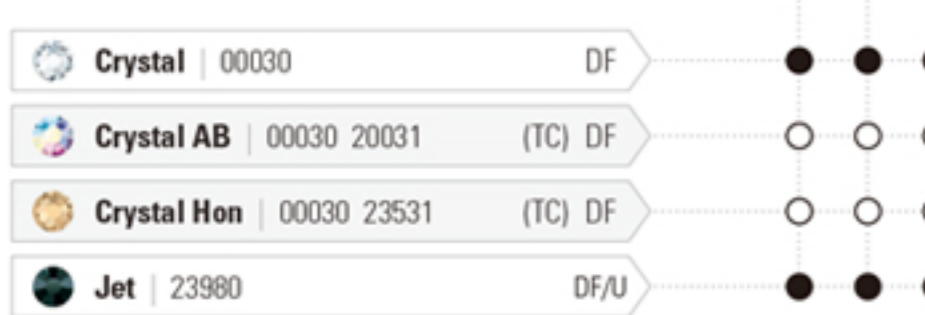 Crystal | 00030 DF
Crystal AB | 00030 20031 (TC) DF
Crystal Hon | 00030 23531 (TC) DF
Jet | 23980 DF/U